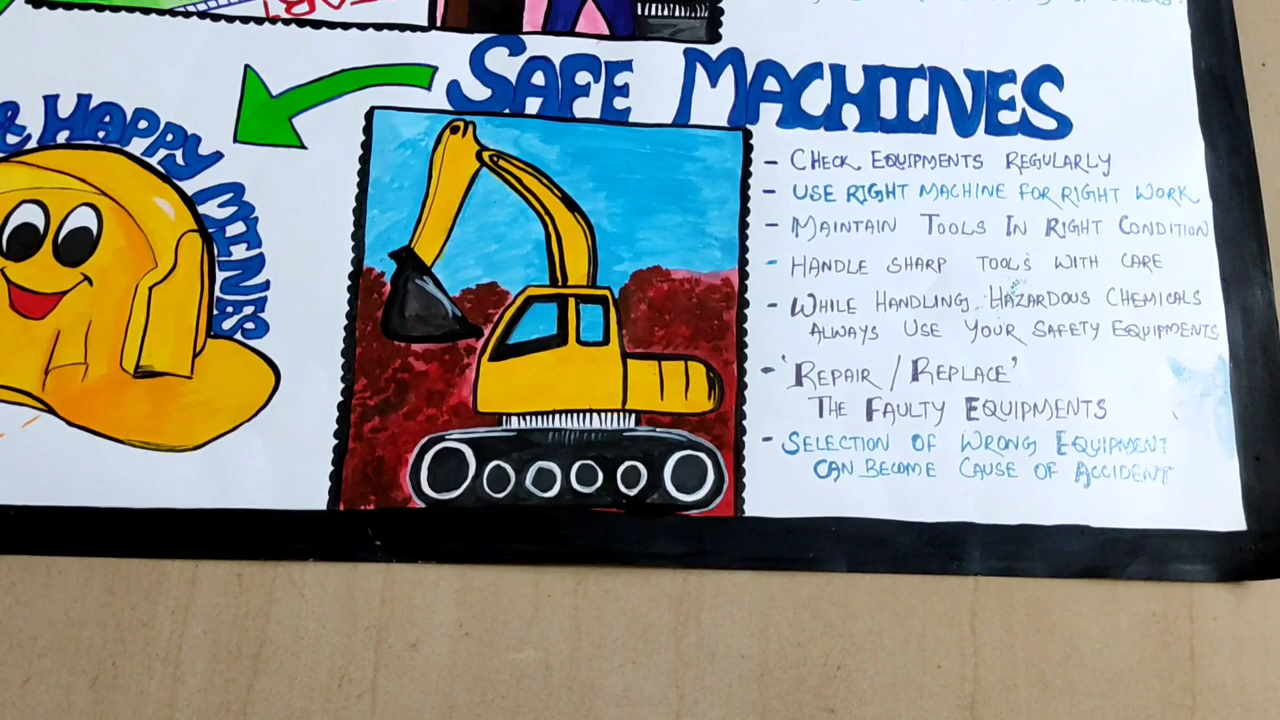 SAFE MACHINES
& HAPPY MINES
- CHECK EQUIPMENTS REGULARLY
- USE RIGHT MACHINE FOR RIGHT WORK
- MAINTAIN TOOLS IN RIGHT CONDITION
- HANDLE SHARP TOOLS WITH CARE
- WHILE HANDLING HAZARDOUS CHEMICALS
ALWAYS USE YOUR SAFETY EQUIPMENTS
- 'REPAIR / REPLACE'
THE FAULTY EQUIPMENTS
- SELECTION OF WRONG EQUIPMENT
CAN BECOME CAUSE OF ACCIDENT